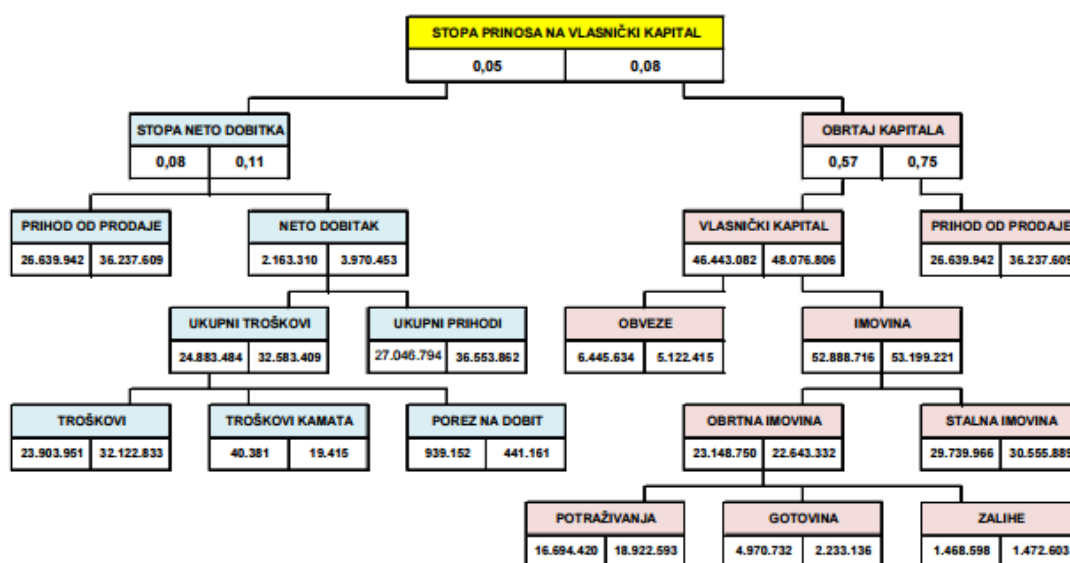 STOPA PRINOSA NA VLASNIČKI KAPITAL
0,05 0,08
STOPA NETO DOBITKA OBRTAJ KAPITALA
0,08 0,11 0,57 0,75
PRIHOD OD PRODAJE NETO DOBITAK VLASNIČKI KAPITAL PRIHOD OD PRODAJE
26.639.942 36.237.609 2.163.310 3.970.453 46.443.082 48.076.806 26.639.942 36.237.609
UKUPNI TROŠKOVI UKUPNI PRIHODI OBVEZE IMOVINA
24.883.484 32.583.409 27.046.794 36.553.862 6.445.634 5.122.415 52.888.716 53.199.221
TROŠKOVI TROŠKOVI KAMATA POREZ NA DOBIT OBRTNA IMOVINA STALNA IMOVINA
23.903.951 32.122.833 40.381 19.415 939.152 441.161 23.148.750 22.643.332 29.739.966 30.555.889
POTRAŽIVANJA GOTOVINA ZALIHE
16.694.420 18.922.593 4.970.732 2.233.136 1.468.598 1.472.603